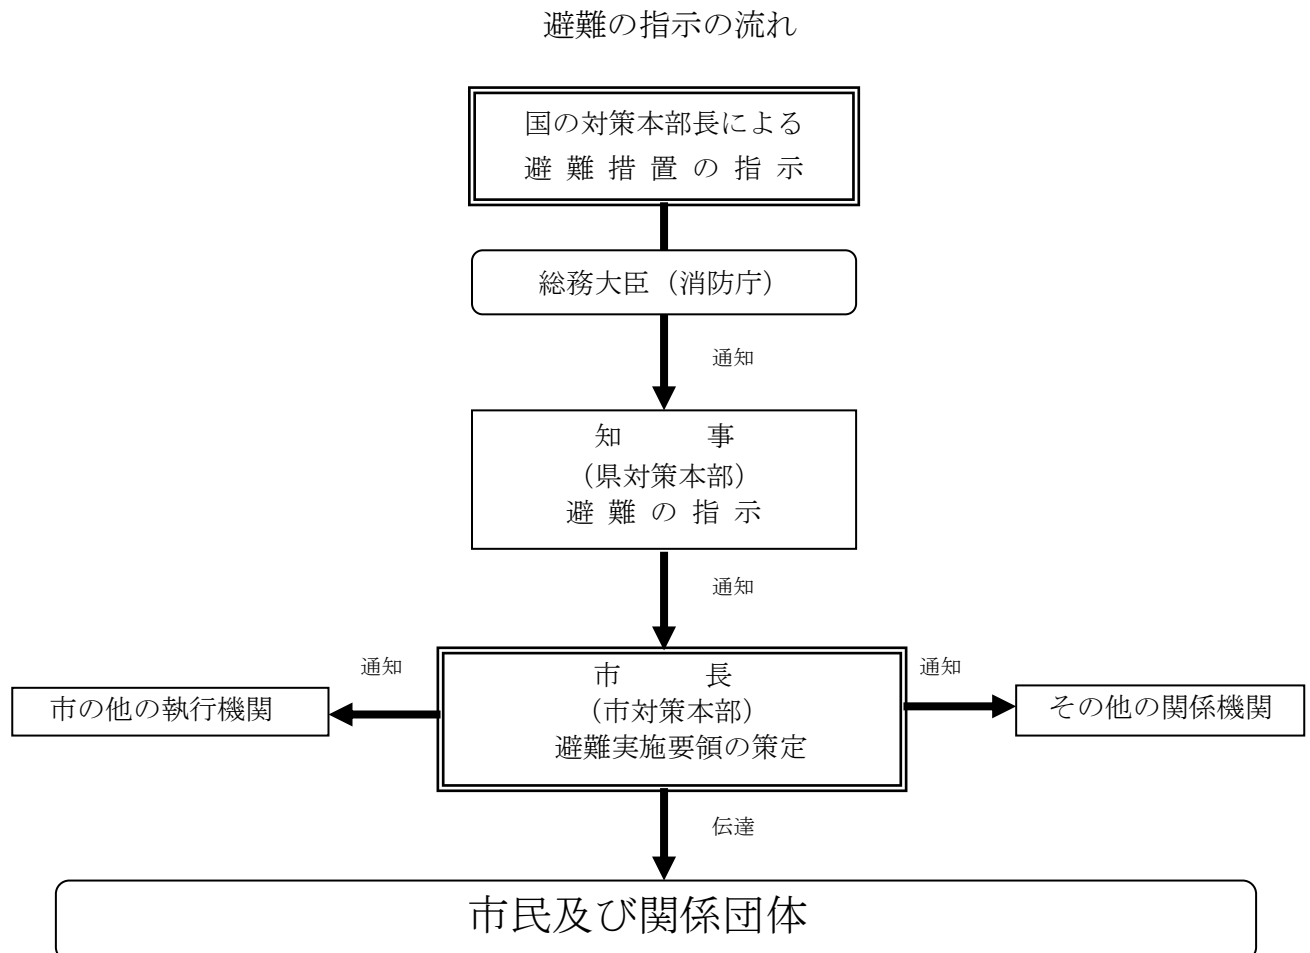 避難の指示の流れ
国の対策本部長による
避難措置の指示
総務大臣（消防庁）
通知
知　　　事
（県対策本部）
避難の指示
通知
通知
市　　　長
（市対策本部）
避難実施要領の策定
通知
市の他の執行機関
その他の関係機関
伝達
市民及び関係団体